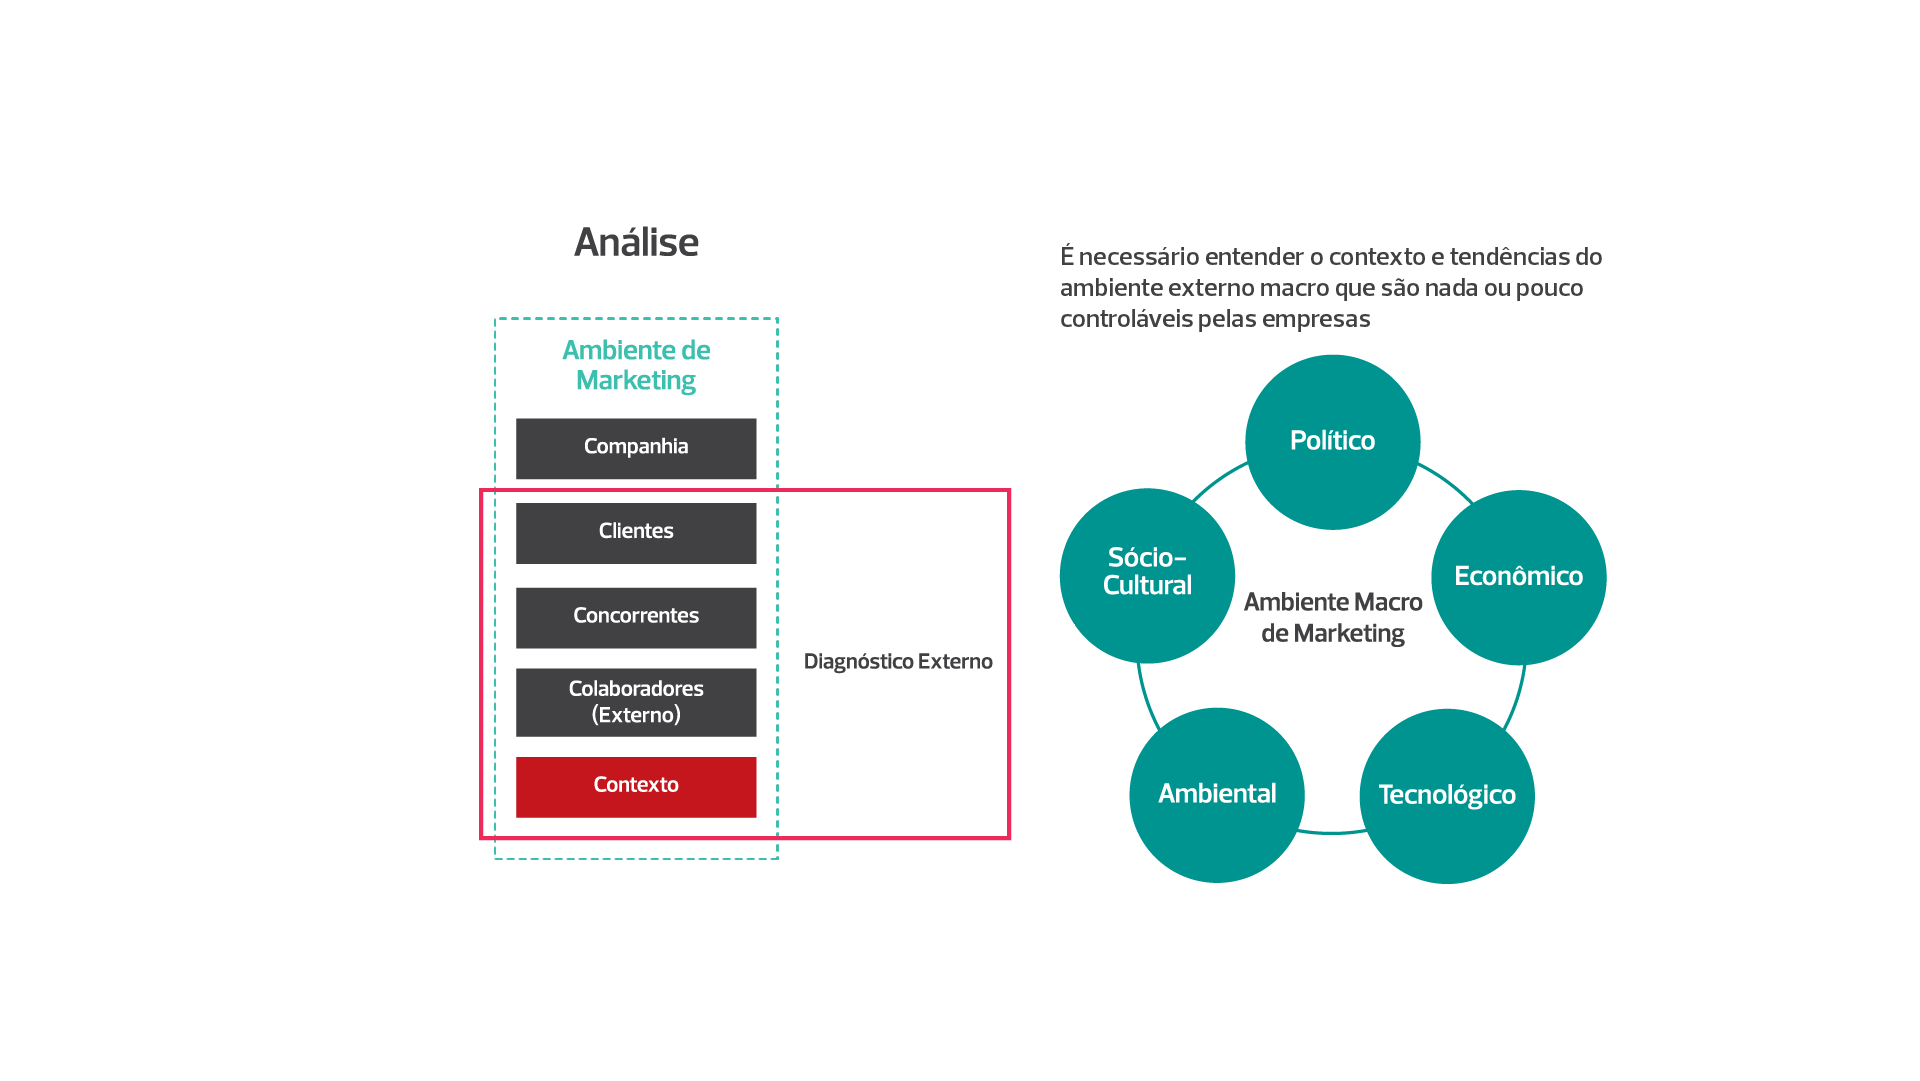 Análise
Ambiente de
Marketing
Companhia
Clientes
Concorrentes
Colaboradores
(Externo)
Contexto
Diagnóstico Externo
É necessário entender o contexto e tendências do
ambiente externo macro que são nada ou pouco
controláveis pelas empresas
Político
Sócio-
Cultural
Econômico
Ambiente Macro
de Marketing
Ambiental
Tecnológico